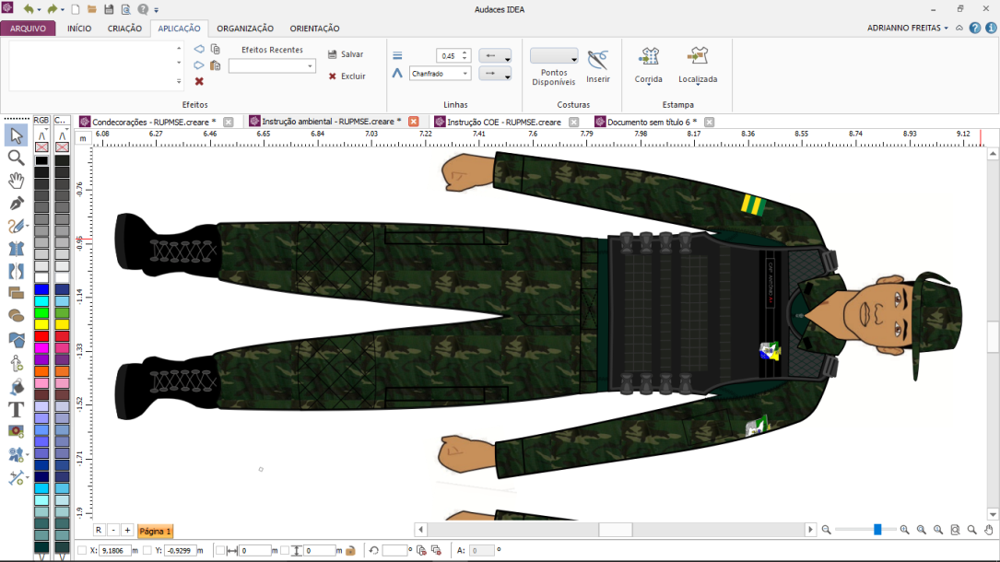 Audaces IDEA
ARQUIVO INÍCIO CRIAÇÃO APLICAÇÃO ORGANIZAÇÃO ORIENTAÇÃO
ADRIANNO FREITAS
Efeitos Recentes
Salvar
Excluir
Efeitos
0,45
Chanfrado
Linhas
Pontos
Disponíveis
Inserir
Costuras
Corrida
Localizada
Estampa
RGB C..
Condecorações - RUPMSE.creare *
Instrução ambiental - RUPMSE.creare *
Instrução COE - RUPMSE.creare
Documento sem título 6 *
m
6.08 6.27 6.46 6.65 6.84 7.03 7.22 7.41 7.6 7.79 7.98 8.17 8.36 8.55 8.74 8.93 9.12
-0.76
-0.95
-1.14
-1.33
-1.52
-1.71
-1.9
R - + Página 1
X: 9,1806 m Y: -0,9299 m 0 m 0 m ° A: 0 °